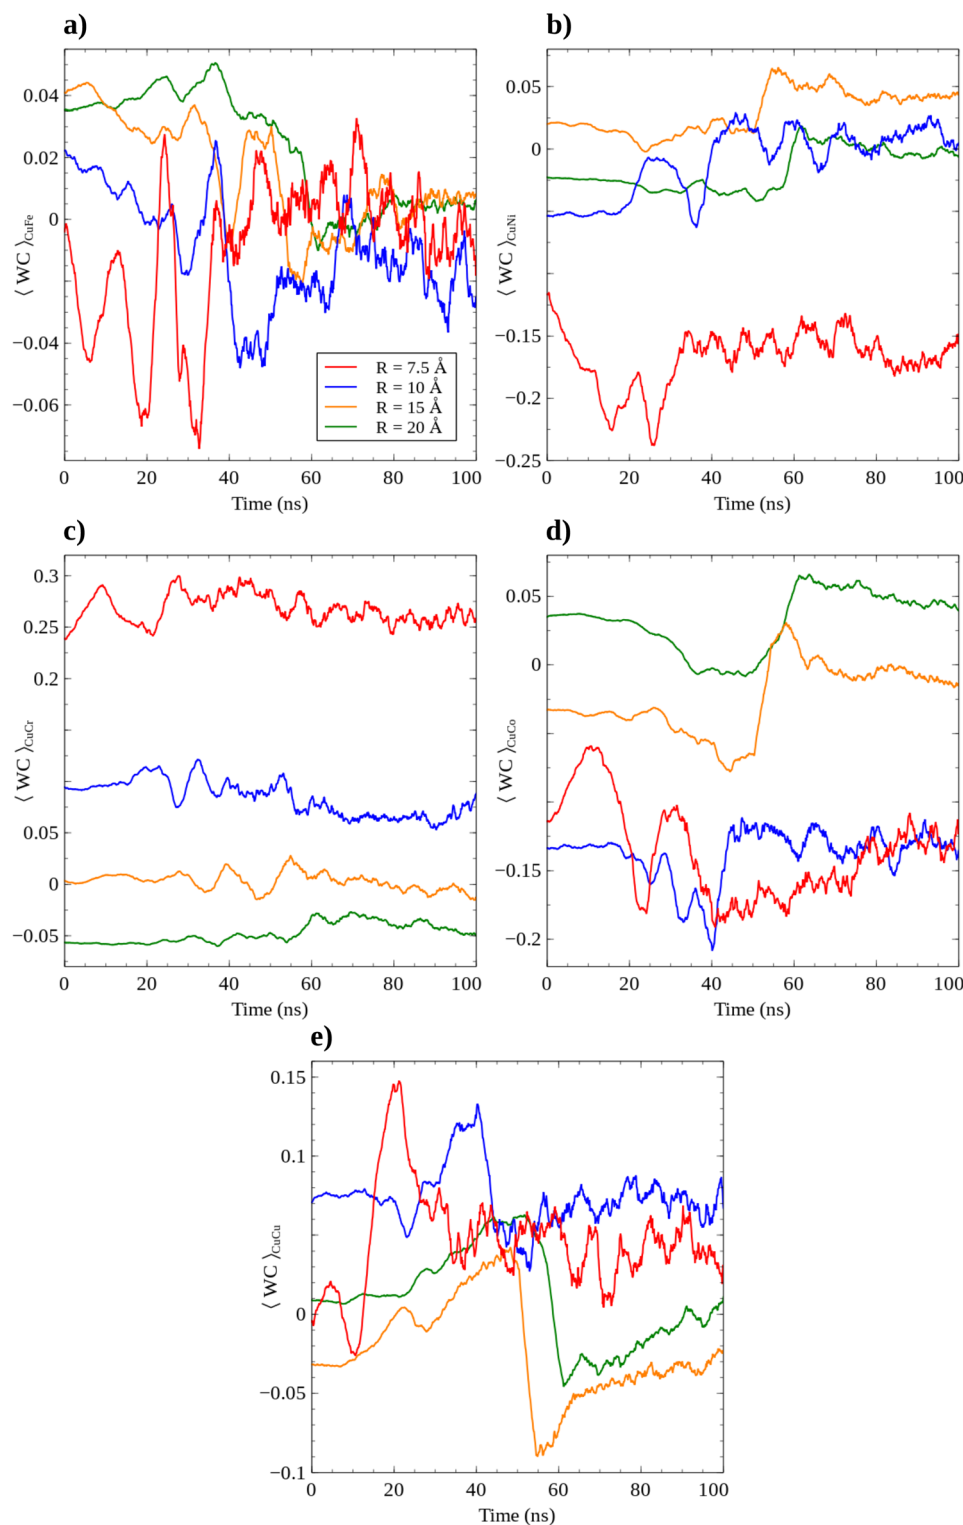 a)
⟨ WC ⟩CuFe
0.04
0.02
0
−0.04
−0.06
R = 7.5 Å
R = 10 Å
R = 15 Å
R = 20 Å
0 20 40 60 80 100
Time (ns)
b)
⟨ WC ⟩CuNi
0.05
0
−0.15
−0.2
−0.25
0 20 40 60 80 100
Time (ns)
c)
⟨ WC ⟩CuCr
0.3
0.25
0.2
0.05
0
−0.05
0 20 40 60 80 100
Time (ns)
d)
⟨ WC ⟩CuCo
0.05
0
−0.15
−0.2
0 20 40 60 80 100
Time (ns)
e)
⟨ WC ⟩CuCu
0.15
0.1
0
−0.05
−0.1
0 20 40 60 80 100
Time (ns)